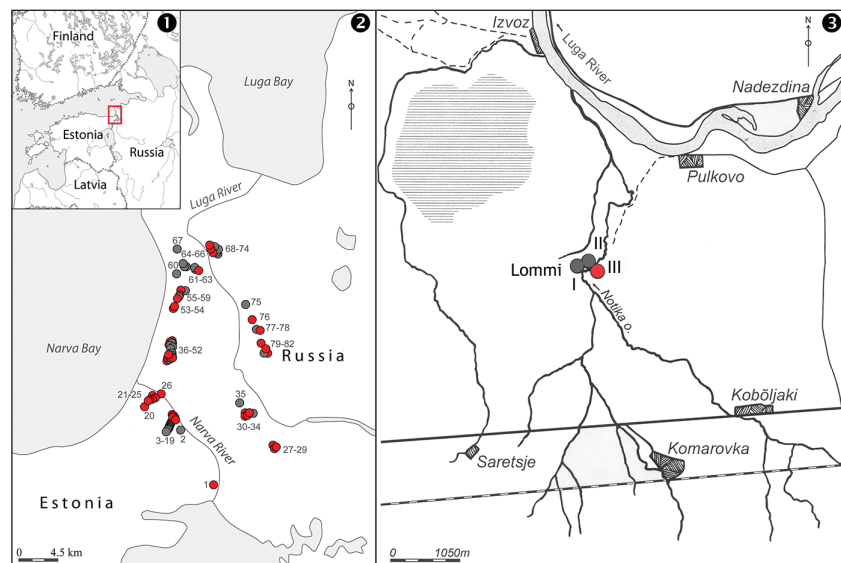 1
Finland
Estonia
Russia
Latvia
2
Luga Bay
N
Luga River
67
64-66
68-74
60
61-63
55-59
53-54
75
76
77-78
79-82
Narva Bay
36-52
Russia
26
21-25
20
35
30-34
3-19
2
Narva River
27-29
1
Estonia
0 4.5 km
3
Izvoz
Luga River
N
Nadezdina
Pulkovo
II
Lommi
III
I
Notika o.
Kobõljaki
Komarovka
Saretsje
0 1050m